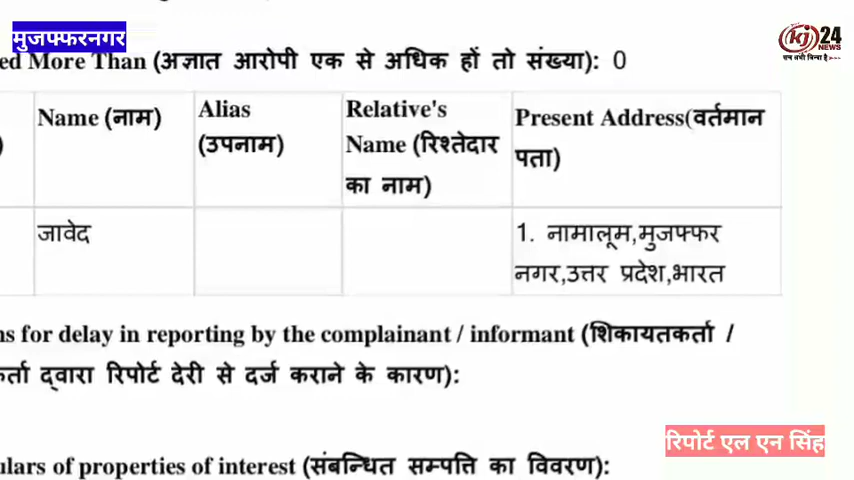 मुजफ्फरनगर
kj 24
NEWS
ed More Than (अज्ञात आरोपी एक से अधिक हों तो संख्या): 0
Name (नाम)
Alias
(उपनाम)
Relative's
Name (रिश्तेदार
का नाम)
Present Address(वर्तमान
पता)
जावेद
1. नामालूम,मुजफ्फर
नगर,उत्तर प्रदेश,भारत
ns for delay in reporting by the complainant / informant (शिकायतकर्ता /
कर्ता द्वारा रिपोर्ट देरी से दर्ज कराने के कारण):
रिपोर्ट एल एन सिंह
ulars of properties of interest (संबन्धित सम्पत्ति का विवरण):